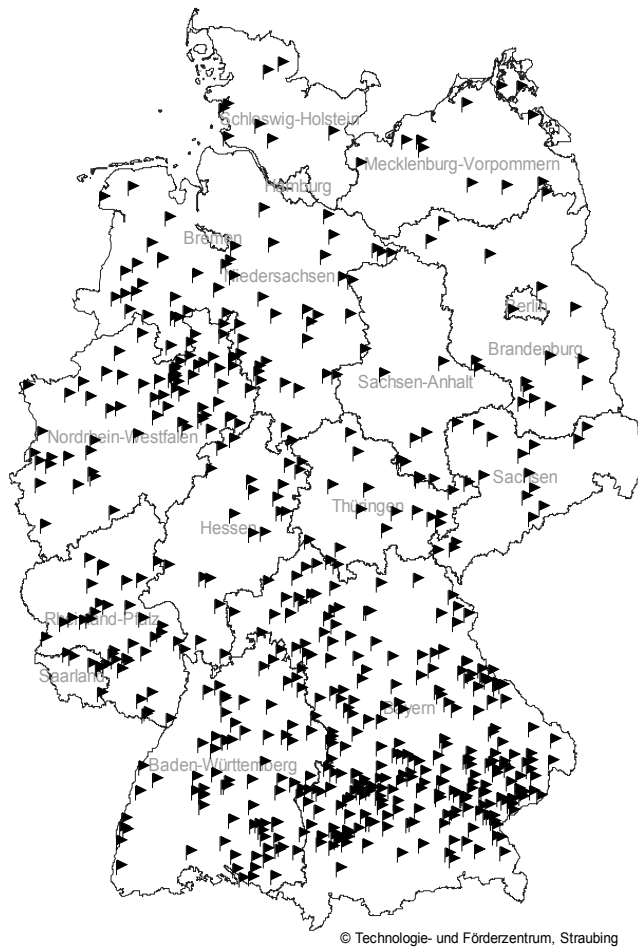 Schleswig-Holstein
Mecklenburg-Vorpommern
Hamburg
Bremen
Niedersachsen
Berlin
Brandenburg
Sachsen-Anhalt
Nordrhein-Westfalen
Sachsen
Thüringen
Hessen
Rheinland-Pfalz
Saarland
Bayern
Baden-Württemberg
© Technologie- und Förderzentrum, Straubing